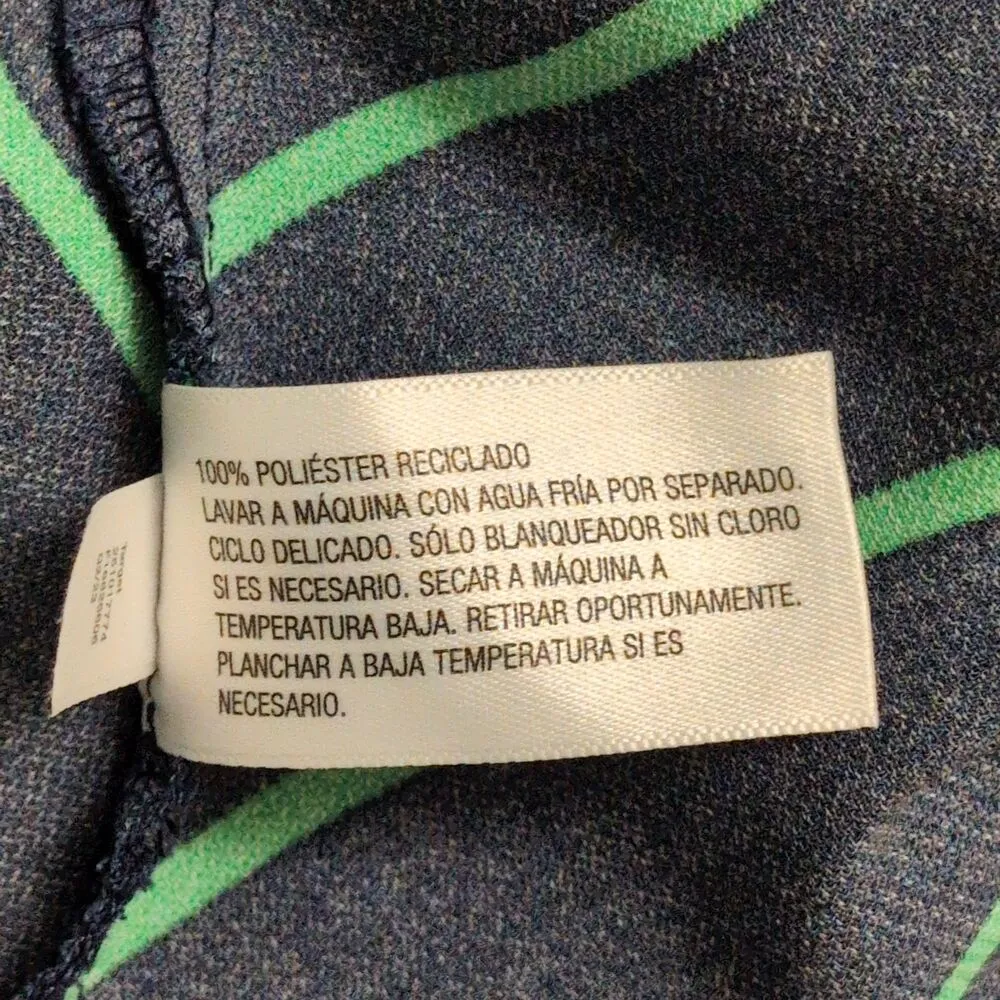 100% POLIÉSTER RECICLADO
LAVAR A MÁQUINA CON AGUA FRÍA POR SEPARADO.
CICLO DELICADO. SÓLO BLANQUEADOR SIN CLORO
SI ES NECESARIO. SECAR A MÁQUINA A
TEMPERATURA BAJA. RETIRAR OPORTUNAMENTE.
PLANCHAR A BAJA TEMPERATURA SI ES
NECESARIO.
Target